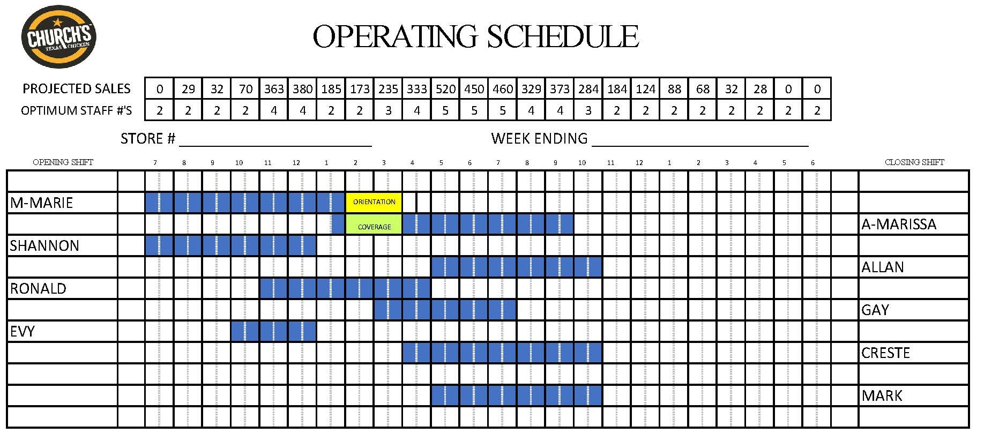 CHURCH'S™
TEXAS CHICKEN
OPERATING SCHEDULE
PROJECTED SALES 0 29 32 70 363 380 185 173 235 333 520 450 460 329 373 284 184 124 88 68 32 28 0 0
OPTIMUM STAFF #'S 2 2 2 2 4 4 2 2 3 4 5 5 5 4 4 3 2 2 2 2 2 2 2 2
STORE # WEEK ENDING
OPENING SHIFT 7 8 9 10 11 12 1 2 3 4 5 6 7 8 9 10 11 12 1 2 3 4 5 6 CLOSING SHIFT
M-MARIE ORIENTATION
COVERAGE A-MARISSA
SHANNON
ALLAN
RONALD
GAY
EVY
CRESTE
MARK